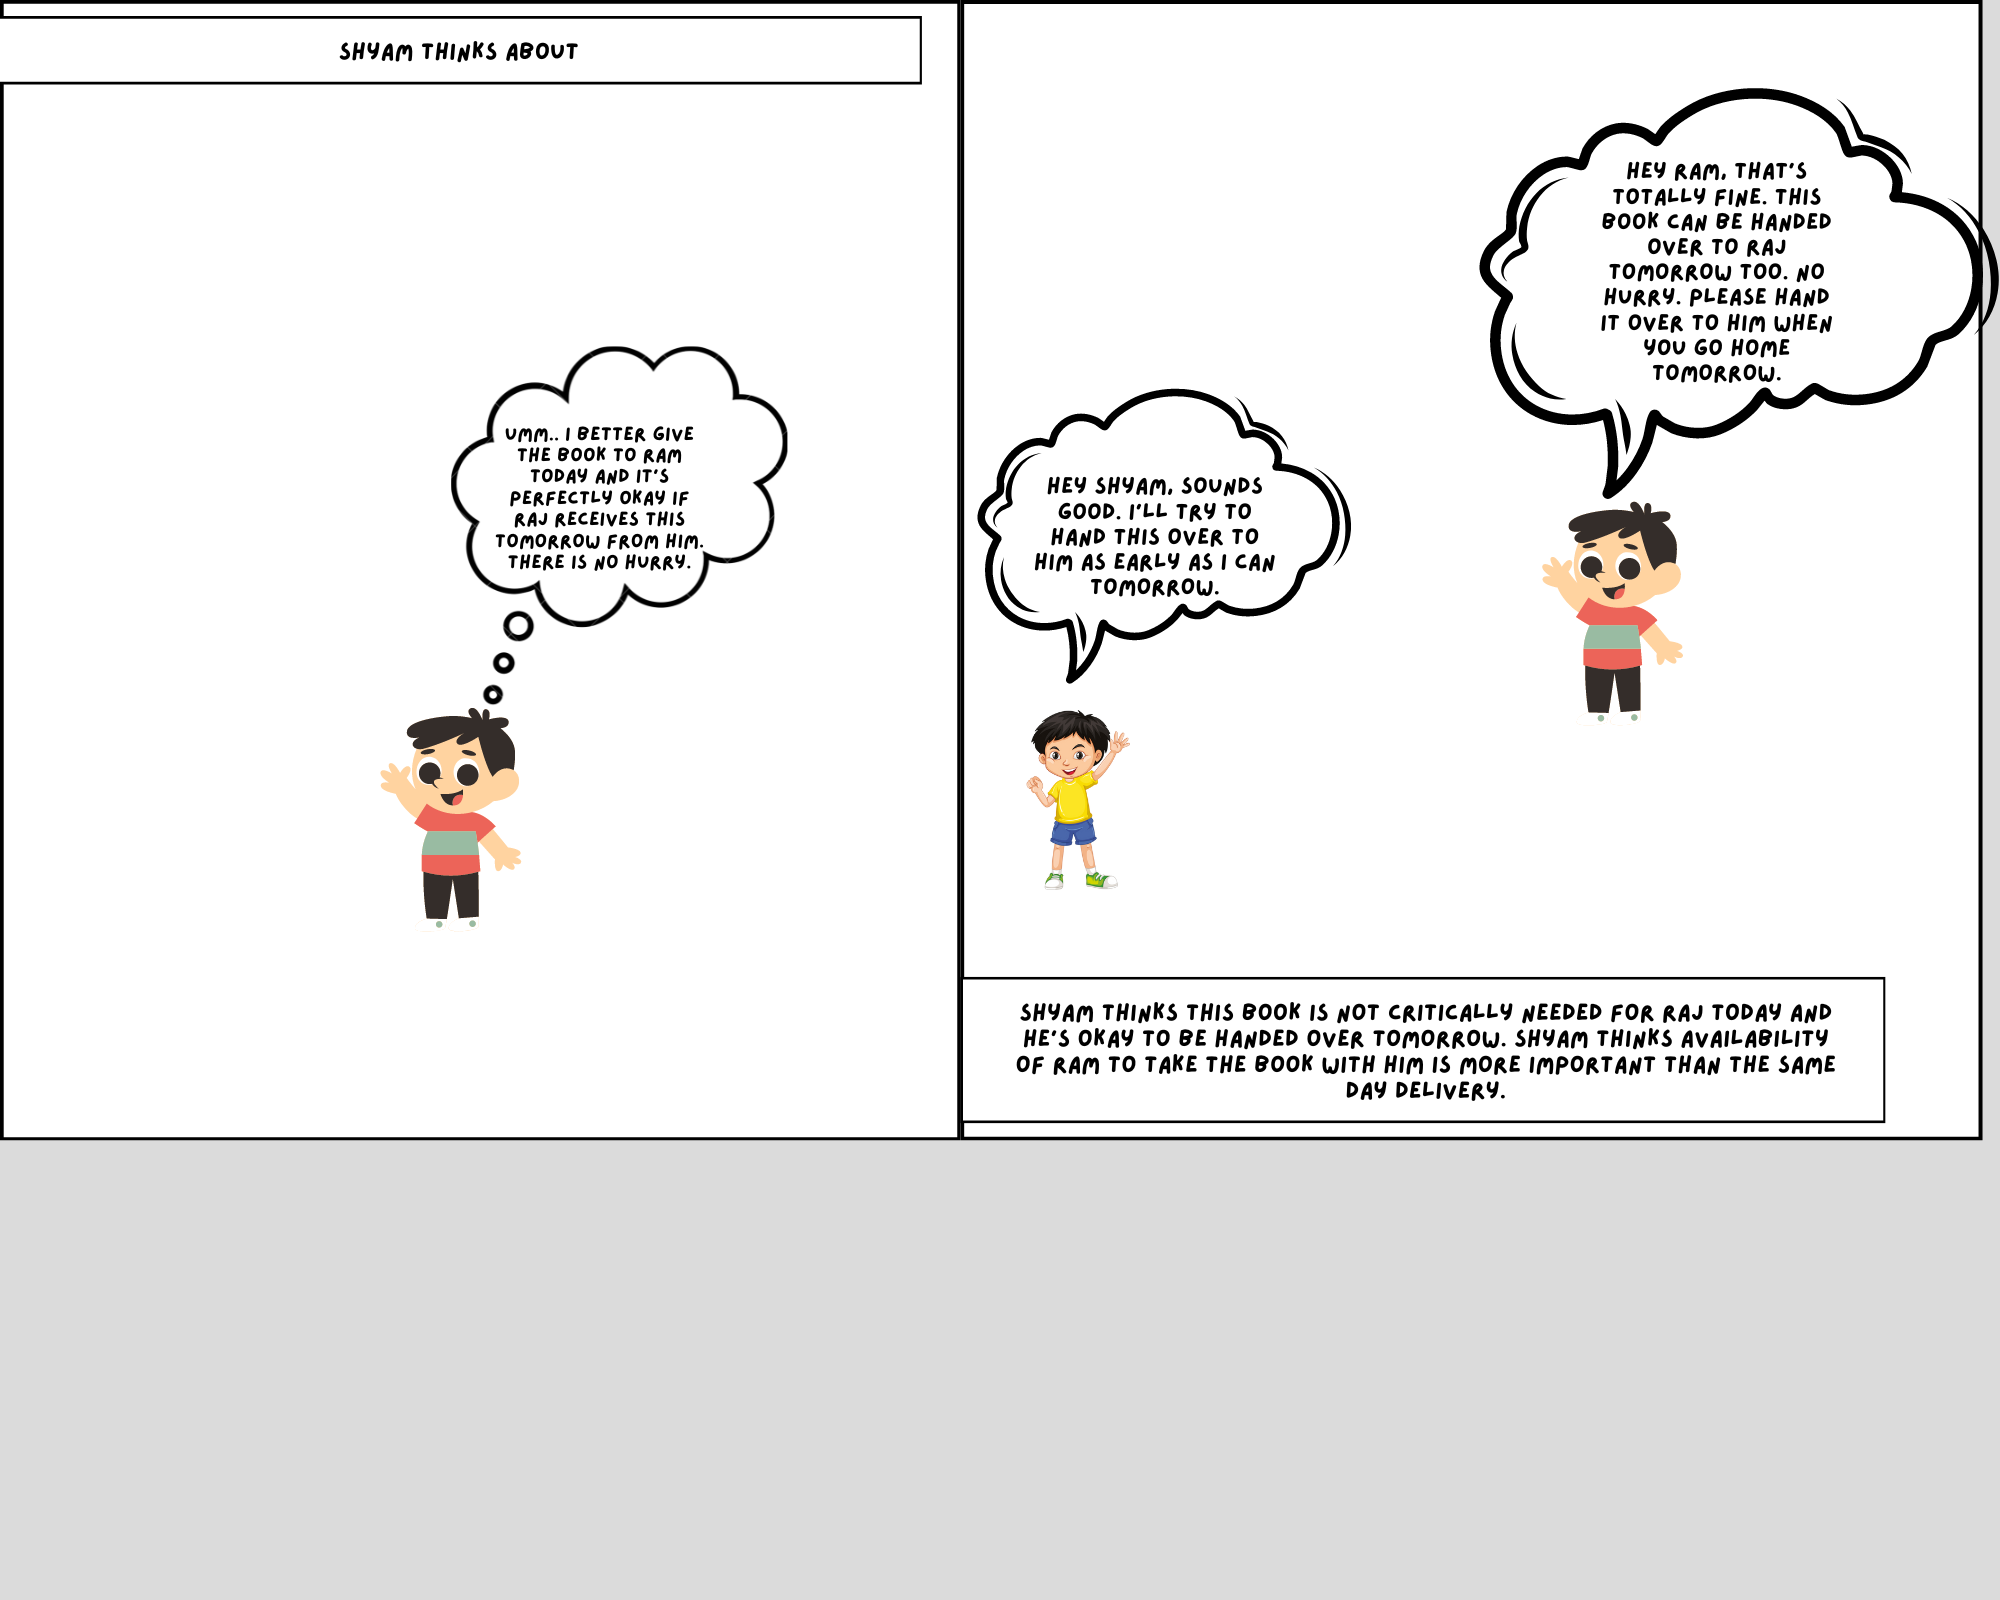 SHYAM THINKS ABOUT
UMM.. I BETTER GIVE
THE BOOK TO RAM
TODAY AND IT'S
PERFECTLY OKAY IF
RAJ RECEIVES THIS
TOMORROW FROM HIM.
THERE IS NO HURRY.
HEY RAM, THAT'S
TOTALLY FINE. THIS
BOOK CAN BE HANDED
OVER TO RAJ
TOMORROW TOO. NO
HURRY. PLEASE HAND
IT OVER TO HIM WHEN
YOU GO HOME
TOMORROW.
HEY SHYAM, SOUNDS
GOOD. I'LL TRY TO
HAND THIS OVER TO
HIM AS EARLY AS I CAN
TOMORROW.
SHYAM THINKS THIS BOOK IS NOT CRITICALLY NEEDED FOR RAJ TODAY AND
HE'S OKAY TO BE HANDED OVER TOMORROW. SHYAM THINKS AVAILABILITY
OF RAM TO TAKE THE BOOK WITH HIM IS MORE IMPORTANT THAN THE SAME
DAY DELIVERY.